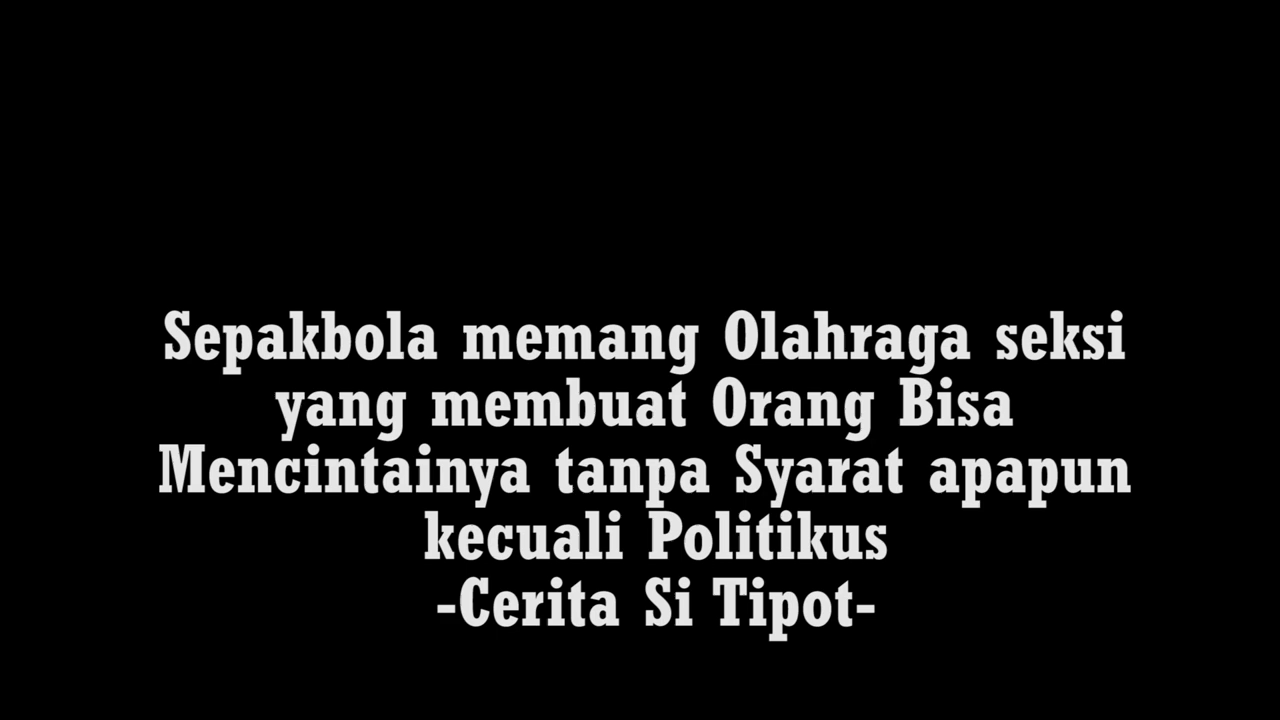 Sepakbola memang Olahraga seksi
yang membuat Orang Bisa
Mencintainya tanpa Syarat apapun
kecuali Politikus
-Cerita Si Tipot-